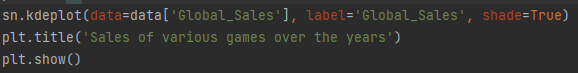 sn.kdeplot(data=data['Global_Sales'], label='Global_Sales', shade=True)
plt.title('Sales of various games over the years')
plt.show()